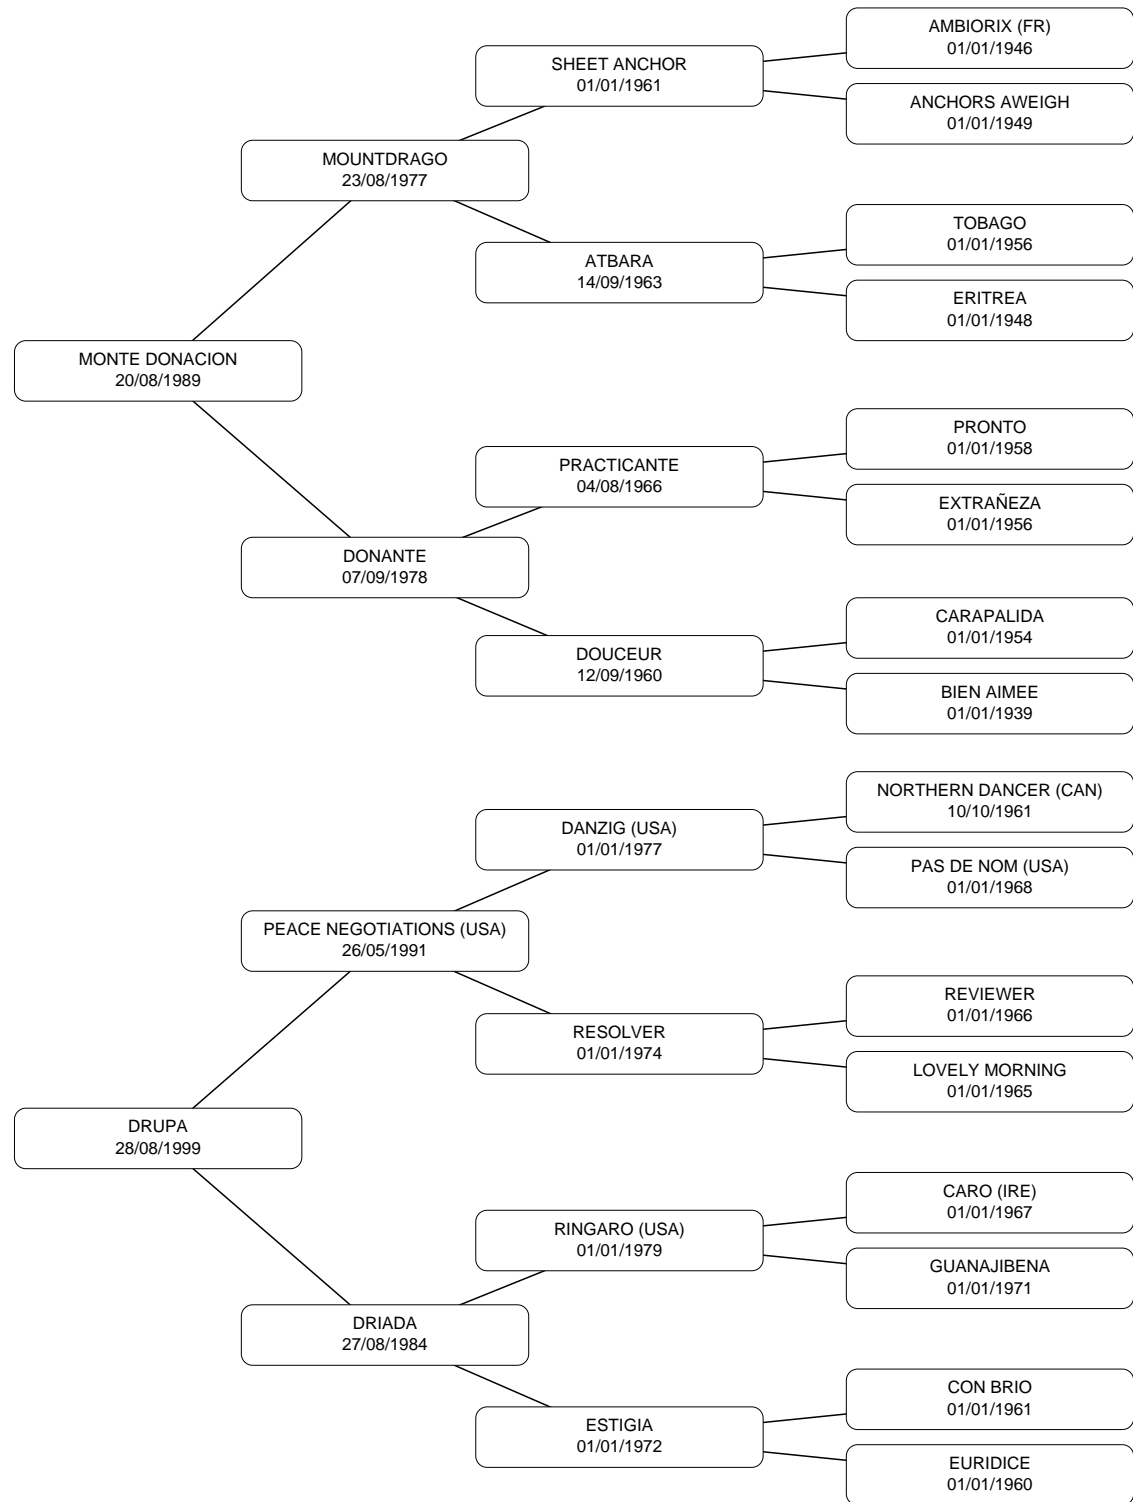 AMBIORIX (FR)
01/01/1946
SHEET ANCHOR
01/01/1961
ANCHORS AWEIGH
01/01/1949
MOUNTDRAGO
23/08/1977
TOBAGO
01/01/1956
ATBARA
14/09/1963
ERITREA
01/01/1948
MONTE DONACION
20/08/1989
PRONTO
01/01/1958
PRACTICANTE
04/08/1966
EXTRAÑEZA
01/01/1956
DONANTE
07/09/1978
CARAPALIDA
01/01/1954
DOUCEUR
12/09/1960
BIEN AIMEE
01/01/1939
NORTHERN DANCER (CAN)
10/10/1961
DANZIG (USA)
01/01/1977
PAS DE NOM (USA)
01/01/1968
PEACE NEGOTIATIONS (USA)
26/05/1991
REVIEWER
01/01/1966
RESOLVER
01/01/1974
LOVELY MORNING
01/01/1965
DRUPA
28/08/1999
CARO (IRE)
01/01/1967
RINGARO (USA)
01/01/1979
GUANAJIBENA
01/01/1971
DRIADA
27/08/1984
CON BRIO
01/01/1961
ESTIGIA
01/01/1972
EURIDICE
01/01/1960